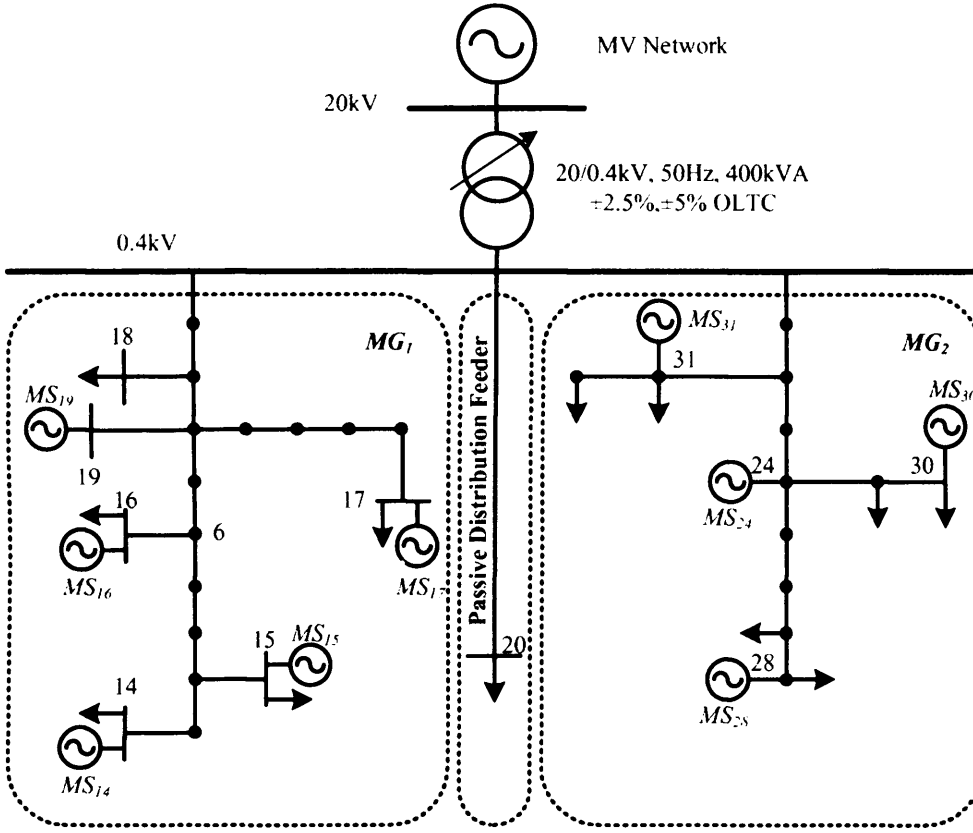 MV Network
20kV
20/0.4kV, 50Hz, 400kVA
±2.5%,±5% OLTC
0.4kV
MG1
18
MS19
19
16
6
MS16
17
MS17
15
MS15
14
MS14
Passive Distribution Feeder
20
MS31
31
MG2
MS30
24
30
MS24
28
MS28